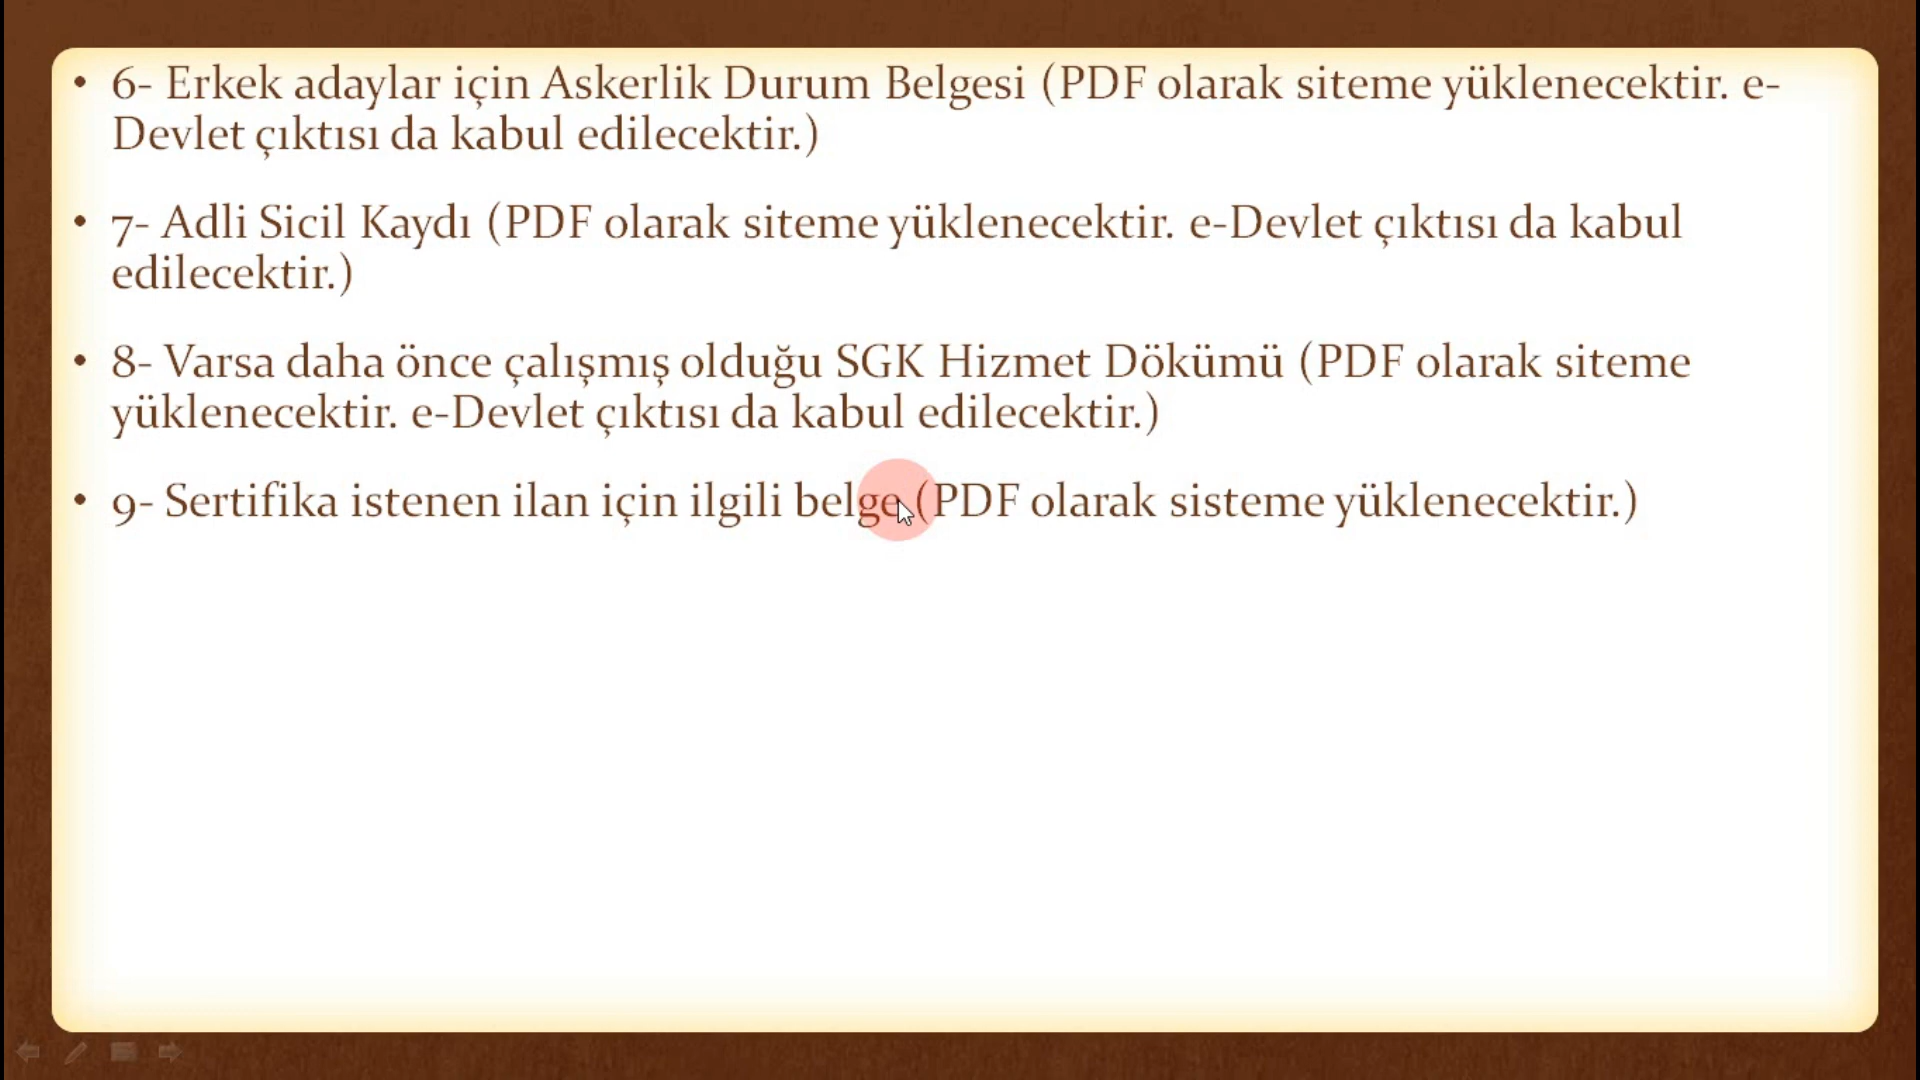 • 6- Erkek adaylar için Askerlik Durum Belgesi (PDF olarak siteme yüklenecektir. e-
Devlet çıktısı da kabul edilecektir.)
• 7- Adli Sicil Kaydı (PDF olarak siteme yüklenecektir. e-Devlet çıktısı da kabul
edilecektir.)
• 8- Varsa daha önce çalışmış olduğu SGK Hizmet Dökümü (PDF olarak siteme
yüklenecektir. e-Devlet çıktısı da kabul edilecektir.)
• 9- Sertifika istenen ilan için ilgili belge (PDF olarak sisteme yüklenecektir.)